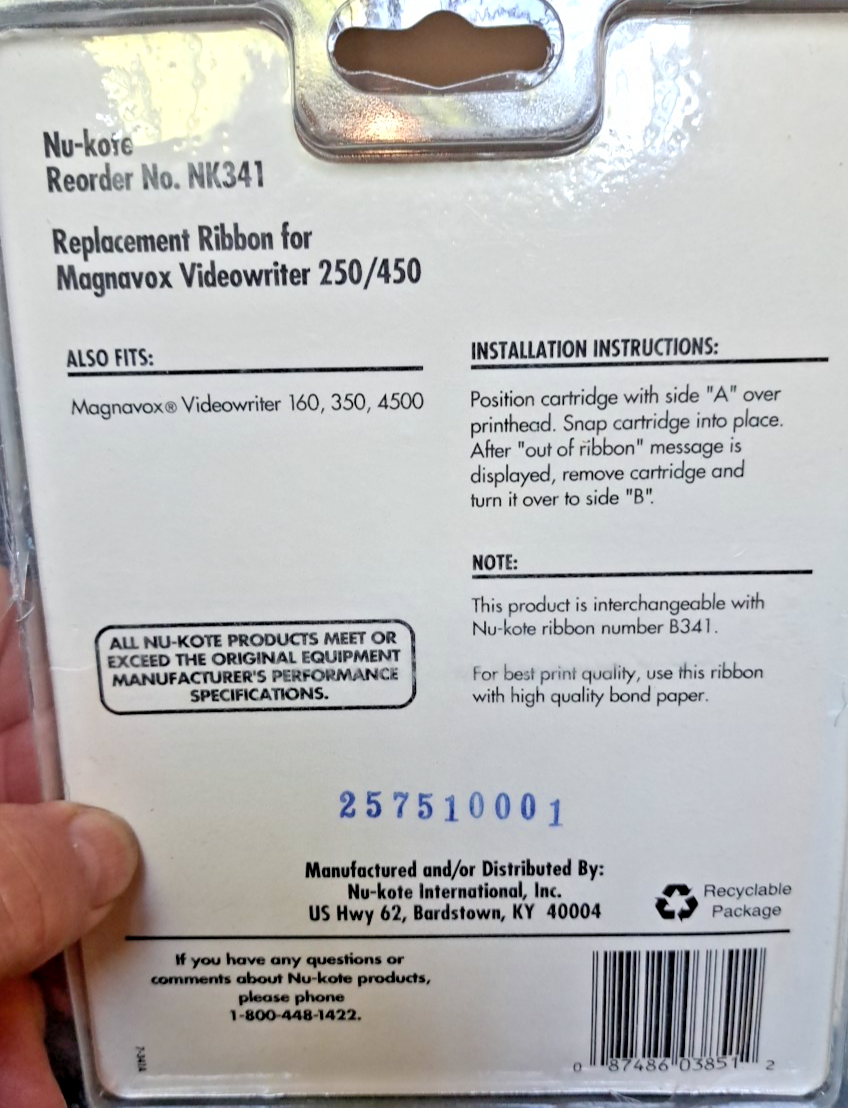 Nu-kote
Reorder No. NK341
Replacement Ribbon for
Magnavox Videowriter 250/450
ALSO FITS:
Magnavox® Videowriter 160, 350, 4500
INSTALLATION INSTRUCTIONS:
Position cartridge with side "A" over
printhead. Snap cartridge into place.
After "out of ribbon" message is
displayed, remove cartridge and
turn it over to side "B".
NOTE:
This product is interchangeable with
Nu-kote ribbon number B341.
For best print quality, use this ribbon
with high quality bond paper.
ALL NU-KOTE PRODUCTS MEET OR
EXCEED THE ORIGINAL EQUIPMENT
MANUFACTURER'S PERFORMANCE
SPECIFICATIONS.
257510001
Manufactured and/or Distributed By:
Nu-kote International, Inc.
US Hwy 62, Bardstown, KY 40004
Recyclable
Package
If you have any questions or
comments about Nu-kote products,
please phone
1-800-448-1422.
0 87486 03851 2